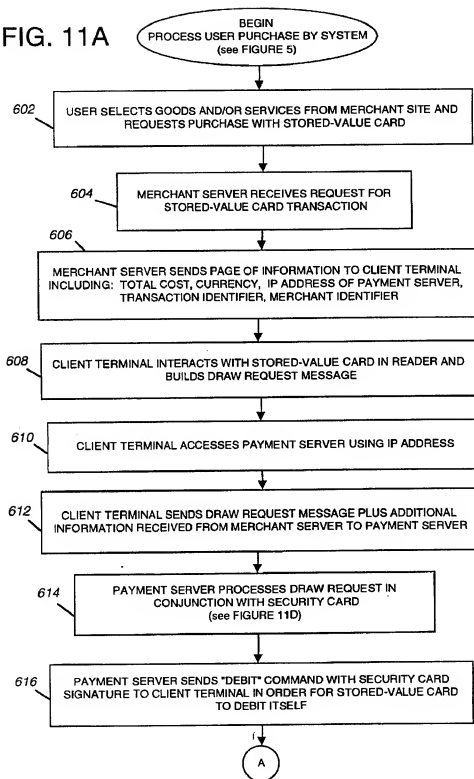 FIG. 11A
BEGIN
PROCESS USER PURCHASE BY SYSTEM
(see FIGURE 5)
602
USER SELECTS GOODS AND/OR SERVICES FROM MERCHANT SITE AND
REQUESTS PURCHASE WITH STORED-VALUE CARD
604
MERCHANT SERVER RECEIVES REQUEST FOR
STORED-VALUE CARD TRANSACTION
606
MERCHANT SERVER SENDS PAGE OF INFORMATION TO CLIENT TERMINAL
INCLUDING: TOTAL COST, CURRENCY, IP ADDRESS OF PAYMENT SERVER,
TRANSACTION IDENTIFIER, MERCHANT IDENTIFIER
608
CLIENT TERMINAL INTERACTS WITH STORED-VALUE CARD IN READER AND
BUILDS DRAW REQUEST MESSAGE
610
CLIENT TERMINAL ACCESSES PAYMENT SERVER USING IP ADDRESS
612
CLIENT TERMINAL SENDS DRAW REQUEST MESSAGE PLUS ADDITIONAL
INFORMATION RECEIVED FROM MERCHANT SERVER TO PAYMENT SERVER
614
PAYMENT SERVER PROCESSES DRAW REQUEST IN
CONJUNCTION WITH SECURITY CARD
(see FIGURE 11D)
616
PAYMENT SERVER SENDS "DEBIT" COMMAND WITH SECURITY CARD
SIGNATURE TO CLIENT TERMINAL IN ORDER FOR STORED-VALUE CARD
TO DEBIT ITSELF
A